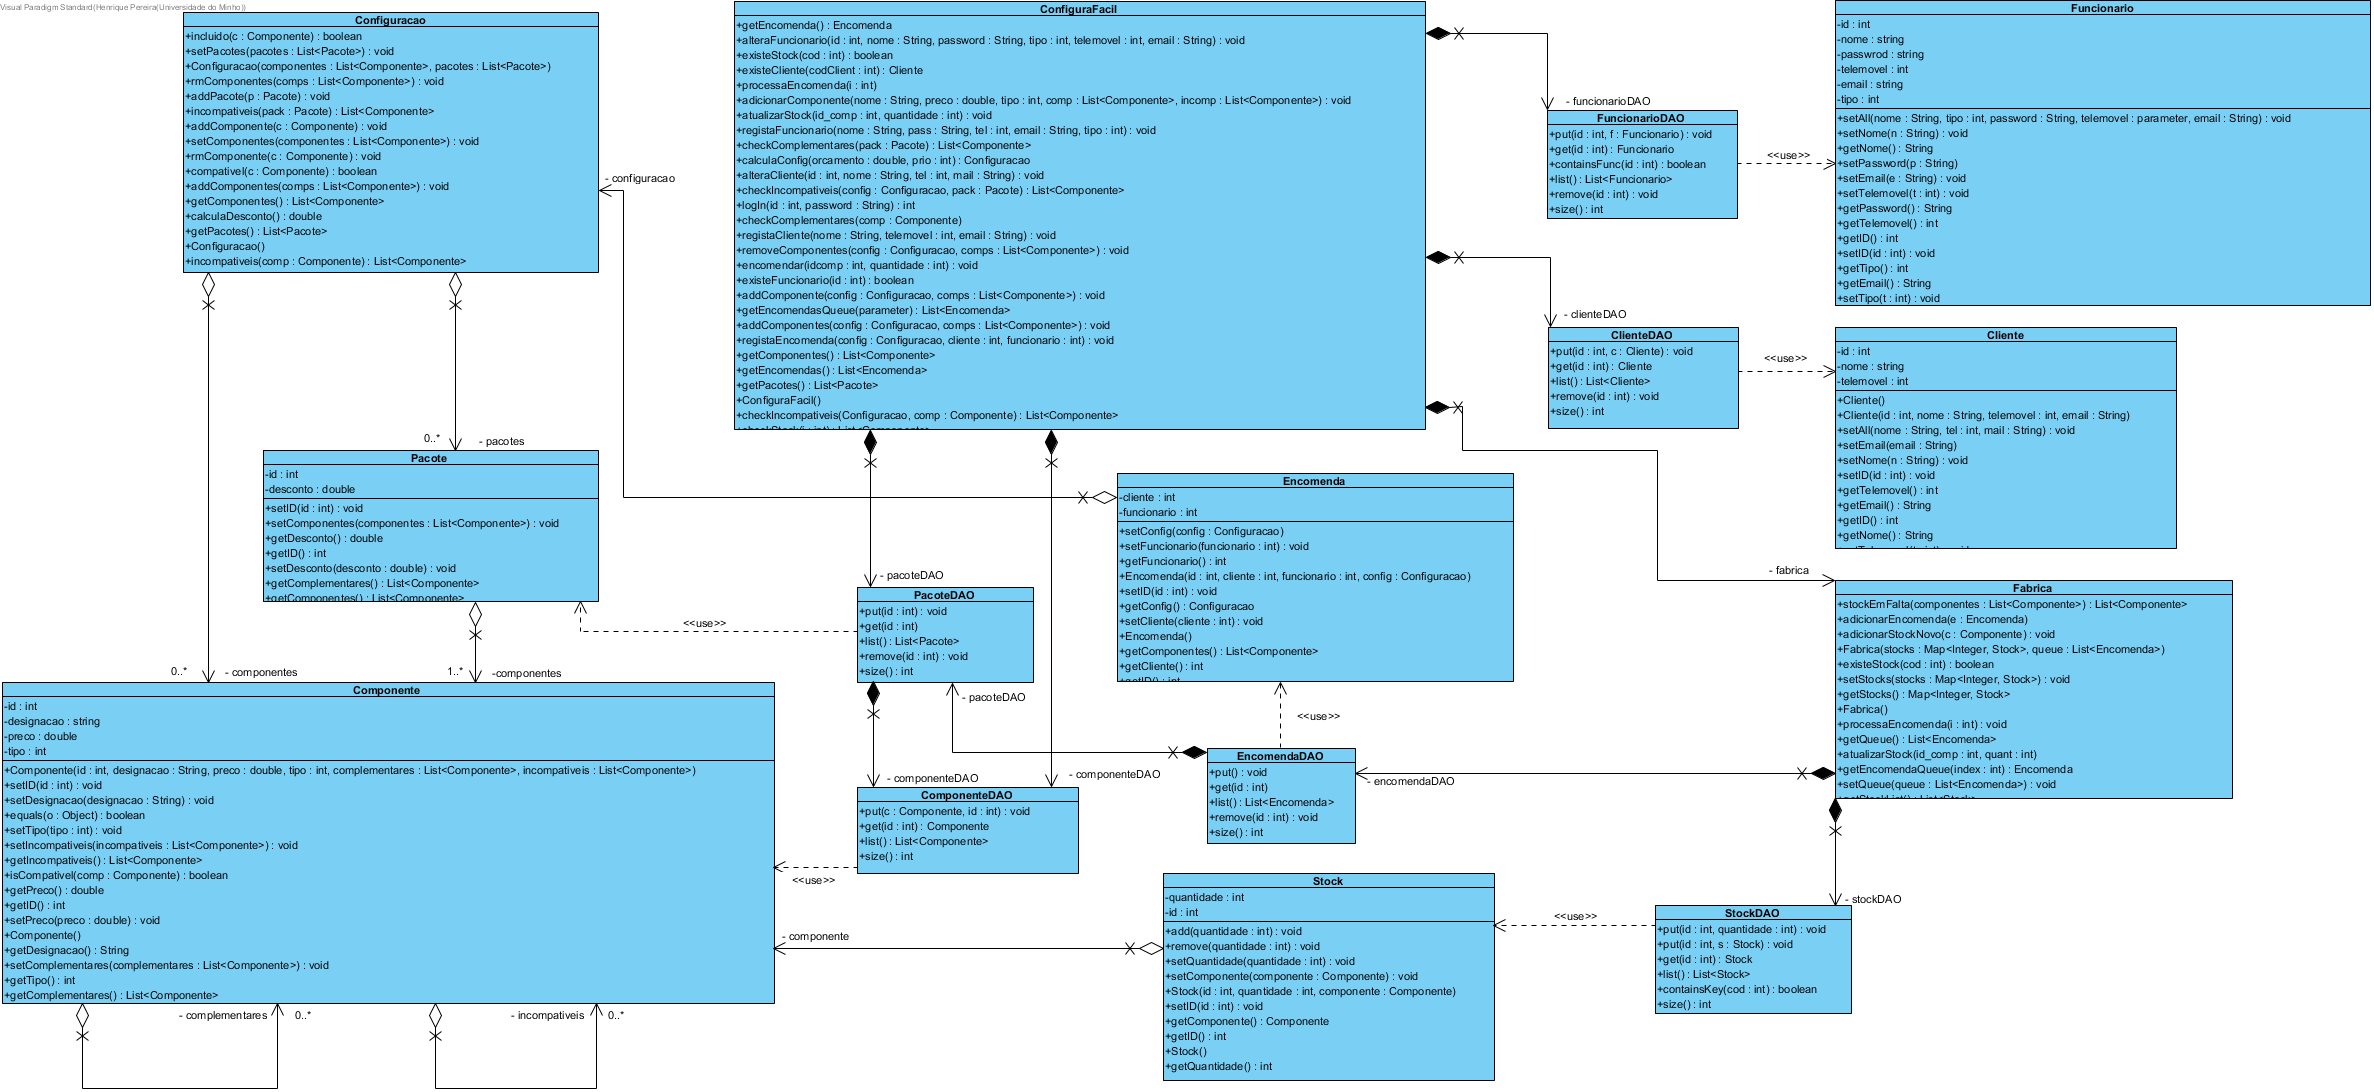 Visual Paradigm Standard(Henrique Pereira(Universidade do Minho))
Configuracao
+incluido(c : Componente) : boolean
+setPacotes(pacotes : List<Pacote>) : void
+Configuracao(componentes : List<Componente>, pacotes : List<Pacote>)
+rmComponentes(comps : List<Componente>) : void
+addPacote(p : Pacote) : void
+incompativeis(pack : Pacote) : List<Componente>
+addComponente(c : Componente) : void
+setComponentes(componentes : List<Componente>) : void
+rmComponente(c : Componente) : void
+compativel(c : Componente) : boolean
+addComponentes(comps : List<Componente>) : void
+getComponentes() : List<Componente>
+calculaDesconto() : double
+getPacotes() : List<Pacote>
+Configuracao()
+incompativeis(comp : Componente) : List<Componente>
ConfiguraFacil
+getEncomenda() : Encomenda
+alteraFuncionario(id : int, nome : String, password : String, tipo : int, telemovel : int, email : String) : void
+existeStock(cod : int) : boolean
+existeCliente(codClient : int) : Cliente
+processaEncomenda(i : int)
+adicionarComponente(nome : String, preco : double, tipo : int, comp : List<Componente>, incomp : List<Componente>) : void
+atualizarStock(id_comp : int, quantidade : int) : void
+registaFuncionario(nome : String, pass : String, tel : int, email : String, tipo : int) : void
+checkComplementares(pack : Pacote) : List<Componente>
+calculaConfig(orcamento : double, prio : int) : Configuracao
+alteraCliente(id : int, nome : String, tel : int, mail : String) : void
+checkIncompativeis(config : Configuracao, pack : Pacote) : List<Componente>
+logIn(id : int, password : String) : int
+checkComplementares(comp : Componente)
+registaCliente(nome : String, telemovel : int, email : String) : void
+removeComponentes(config : Configuracao, comps : List<Componente>) : void
+encomendar(idcomp : int, quantidade : int) : void
+existeFuncionario(id : int) : boolean
+addComponente(config : Configuracao, comps : List<Componente>) : void
+getEncomendasQueue(parameter) : List<Encomenda>
+addComponentes(config : Configuracao, comps : List<Componente>) : void
+registaEncomenda(config : Configuracao, cliente : int, funcionario : int) : void
+getComponentes() : List<Componente>
+getEncomendas() : List<Encomenda>
+getPacotes() : List<Pacote>
+ConfiguraFacil()
+checkIncompativeis(Configuracao, comp : Componente) : List<Componente>
- funcionarioDAO
FuncionarioDAO
+put(id : int, f : Funcionario) : void
+get(id : int) : Funcionario
+containsFunc(id : int) : boolean
+list() : List<Funcionario>
+remove(id : int) : void
+size() : int
<<use>>
Funcionario
-id : int
-nome : string
-passwrod : string
-telemovel : int
-email : string
-tipo : int
+setAll(nome : String, tipo : int, password : String, telemovel : parameter, email : String) : void
+setNome(n : String) : void
+getNome() : String
+setPassword(p : String)
+setEmail(e : String) : void
+setTelemovel(t : int) : void
+getPassword() : String
+getTelemovel() : int
+getID() : int
+setID(id : int) : void
+getTipo() : int
+getEmail() : String
+setTipo(t : int) : void
- clienteDAO
ClienteDAO
+put(id : int, c : Cliente) : void
+get(id : int) : Cliente
+list() : List<Cliente>
+remove(id : int) : void
+size() : int
<<use>>
Cliente
-id : int
-nome : string
-telemovel : int
+Cliente()
+Cliente(id : int, nome : String, telemovel : int, email : String)
+setAll(nome : String, tel : int, mail : String) : void
+setEmail(email : String)
+setNome(n : String) : void
+setID(id : int) : void
+getTelemovel() : int
+getEmail() : String
+getID() : int
+getNome() : String
- configuracao
0..*
- pacotes
Pacote
-id : int
-desconto : double
+setID(id : int) : void
+setComponentes(componentes : List<Componente>) : void
+getDesconto() : double
+getID() : int
+setDesconto(desconto : double) : void
+getComplementares() : List<Componente>
+getComponentes() : List<Componente>
Encomenda
-cliente : int
-funcionario : int
+setConfig(config : Configuracao)
+setFuncionario(funcionario : int) : void
+getFuncionario() : int
+Encomenda(id : int, cliente : int, funcionario : int, config : Configuracao)
+setID(id : int) : void
+getConfig() : Configuracao
+setCliente(cliente : int) : void
+Encomenda()
+getComponentes() : List<Componente>
+getCliente() : int
- pacoteDAO
PacoteDAO
+put(id : int) : void
+get(id : int)
+list() : List<Pacote>
+remove(id : int) : void
+size() : int
<<use>>
- pacoteDAO
<<use>>
- fabrica
Fabrica
+stockEmFalta(componentes : List<Componente>) : List<Componente>
+adicionarEncomenda(e : Encomenda)
+adicionarStockNovo(c : Componente) : void
+Fabrica(stocks : Map<Integer, Stock>, queue : List<Encomenda>)
+existeStock(cod : int) : boolean
+setStocks(stocks : Map<Integer, Stock>) : void
+getStocks() : Map<Integer, Stock>
+Fabrica()
+processaEncomenda(i : int) : void
+getQueue() : List<Encomenda>
+atualizarStock(id_comp : int, quant : int)
+getEncomendaQueue(index : int) : Encomenda
+setQueue(queue : List<Encomenda>) : void
0..*
- componentes
1..*
-componentes
Componente
-id : int
-designacao : string
-preco : double
-tipo : int
+Componente(id : int, designacao : String, preco : double, tipo : int, complementares : List<Componente>, incompativeis : List<Componente>)
+setID(id : int) : void
+setDesignacao(designacao : String) : void
+equals(o : Object) : boolean
+setTipo(tipo : int) : void
+setIncompativeis(incompativeis : List<Componente>) : void
+getIncompativeis() : List<Componente>
+isCompativel(comp : Componente) : boolean
+getPreco() : double
+getID() : int
+setPreco(preco : double) : void
+Componente()
+getDesignacao() : String
+setComplementares(complementares : List<Componente>) : void
+getTipo() : int
+getComplementares() : List<Componente>
- complementares
0..*
- incompativeis
0..*
- componenteDAO
- componenteDAO
ComponenteDAO
+put(c : Componente, id : int) : void
+get(id : int) : Componente
+list() : List<Componente>
+size() : int
<<use>>
EncomendaDAO
+put() : void
+get(id : int)
+list() : List<Encomenda>
+remove(id : int) : void
+size() : int
- encomendaDAO
- componente
Stock
-quantidade : int
-id : int
+add(quantidade : int) : void
+remove(quantidade : int) : void
+setQuantidade(quantidade : int) : void
+setComponente(componente : Componente) : void
+Stock(id : int, quantidade : int, componente : Componente)
+setID(id : int) : void
+getComponente() : Componente
+getID() : int
+Stock()
+getQuantidade() : int
<<use>>
- stockDAO
StockDAO
+put(id : int, quantidade : int) : void
+put(id : int, s : Stock) : void
+get(id : int) : Stock
+list() : List<Stock>
+containsKey(cod : int) : boolean
+size() : int